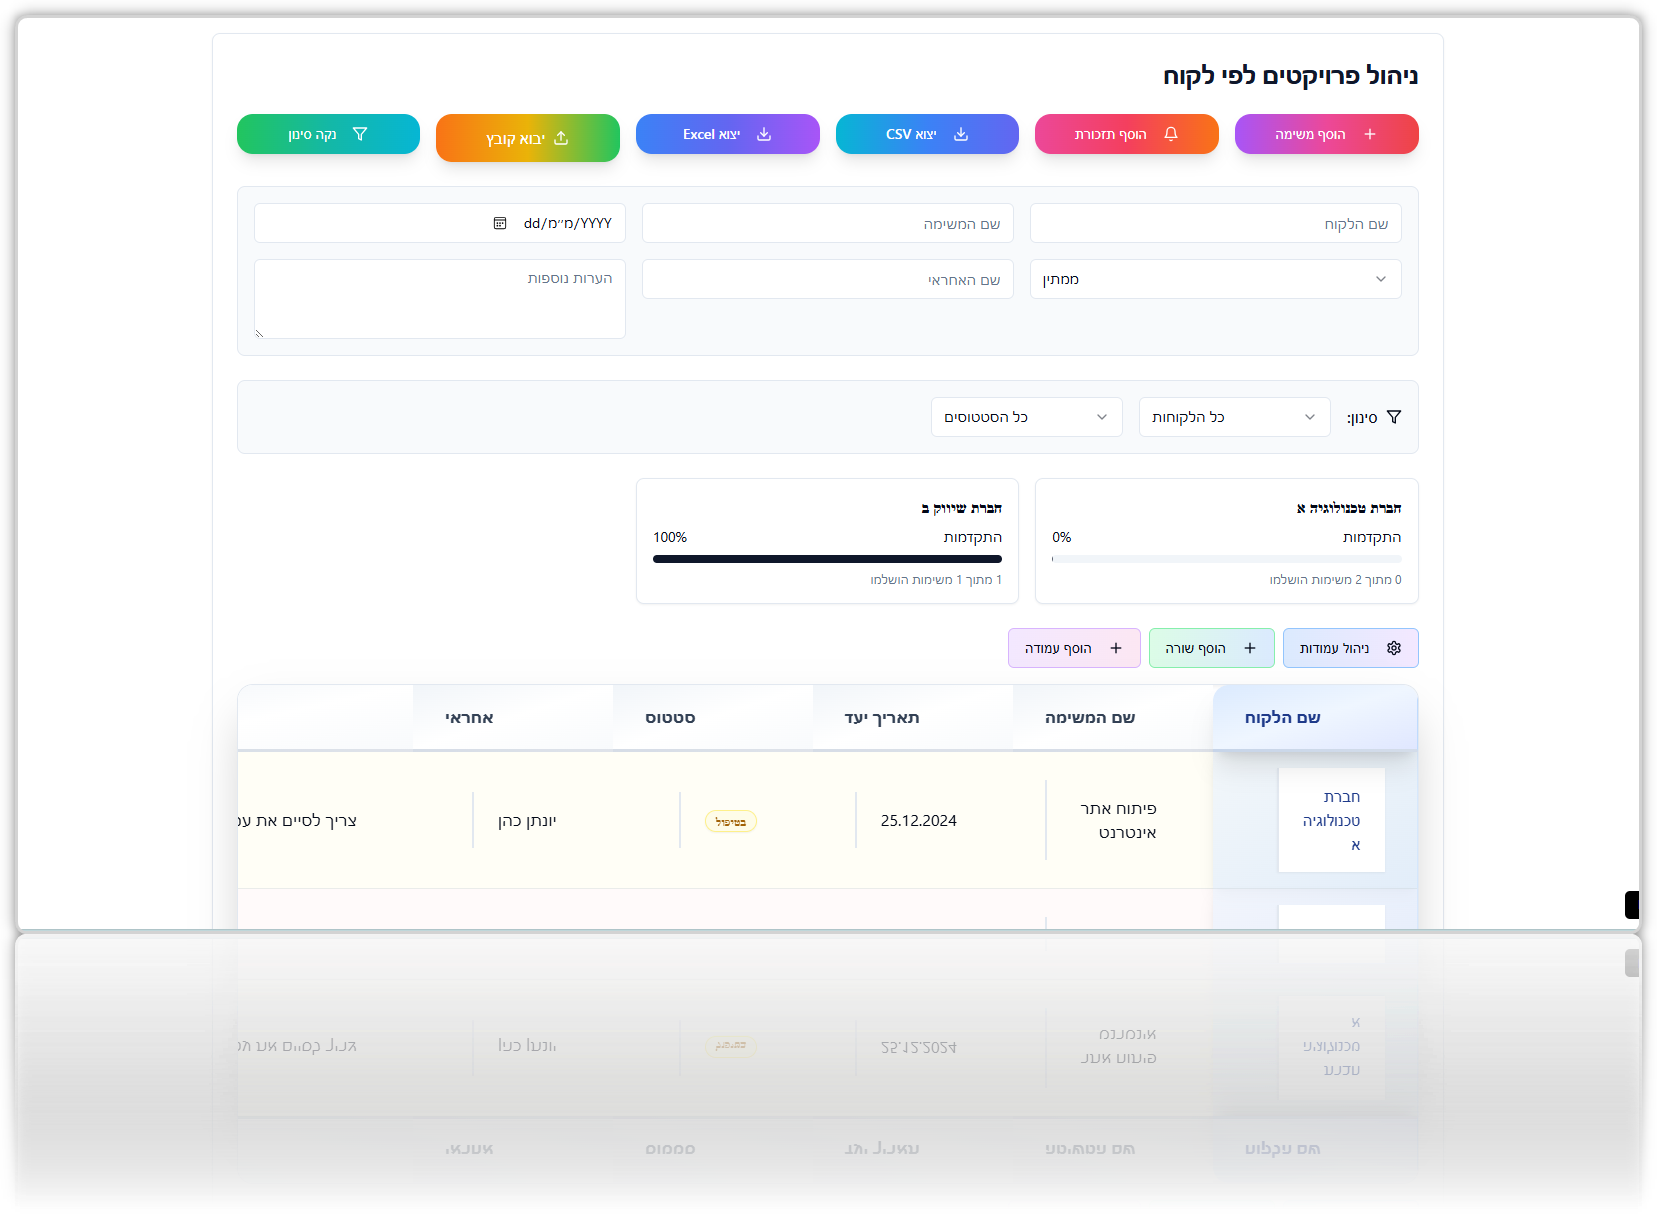 ניהול פרויקטים לפי לקוח
הוסף משימה
הוסף תזכורת
יצוא CSV
יצוא Excel
יבוא קובץ
נקה סינון
שם הלקוח
שם המשימה
dd/מ״מ/YYYY
ממתין
שם האחראי
הערות נוספות
סינון:
כל הלקוחות
כל הסטטוסים
חברת טכנולוגיה א
התקדמות
0%
0 מתוך 2 משימות הושלמו
חברת שיווק ב
התקדמות
100%
1 מתוך 1 משימות הושלמו
ניהול עמודות
הוסף שורה
הוסף עמודה
שם הלקוח
שם המשימה
תאריך יעד
סטטוס
אחראי
חברת
טכנולוגיה
א
פיתוח אתר
אינטרנט
25.12.2024
בטיפול
יונתן כהן
צריך לסיים את